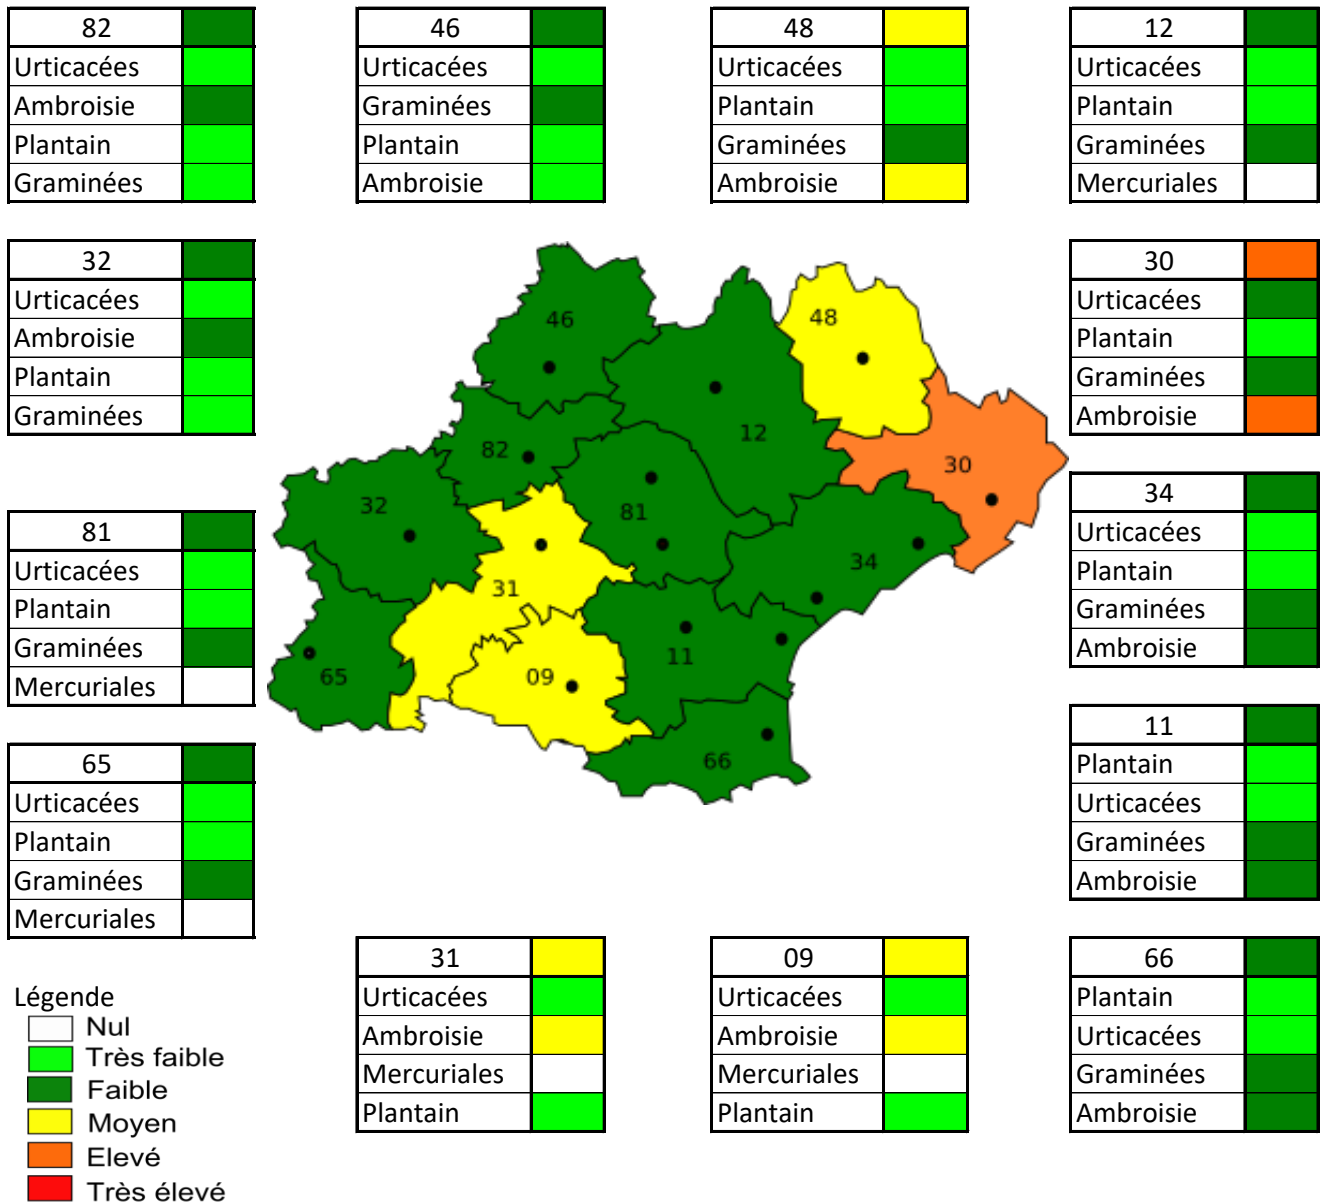 82
Urticacées
Ambroisie
Plantain
Graminées
46
Urticacées
Graminées
Plantain
Ambroisie
48
Urticacées
Plantain
Graminées
Ambroisie
12
Urticacées
Plantain
Graminées
Mercuriales
32
Urticacées
Ambroisie
Plantain
Graminées
30
Urticacées
Plantain
Graminées
Ambroisie
46
48
12
82
30
32
81
34
31
11
65
09
66
81
Urticacées
Plantain
Graminées
Mercuriales
34
Urticacées
Plantain
Graminées
Ambroisie
65
Urticacées
Plantain
Graminées
Mercuriales
11
Plantain
Urticacées
Graminées
Ambroisie
31
Urticacées
Ambroisie
Mercuriales
Plantain
09
Urticacées
Ambroisie
Mercuriales
Plantain
66
Plantain
Urticacées
Graminées
Ambroisie
Légende
Nul
Très faible
Faible
Moyen
Elevé
Très élevé